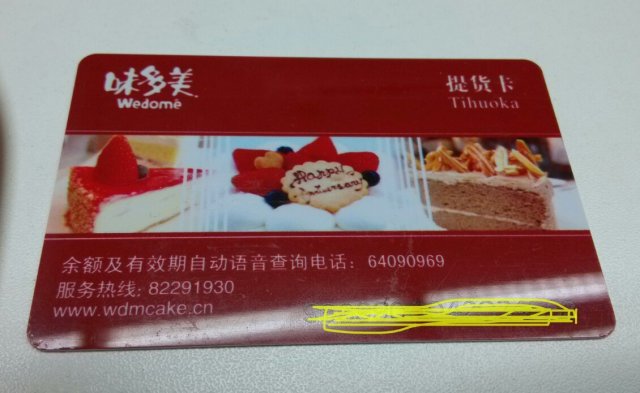 味多美
Wedome
提货卡
Tihuoka
Happy
niversary
余额及有效期自动语音查询电话：64090969
服务热线: 82291930
www.wdmcake.cn